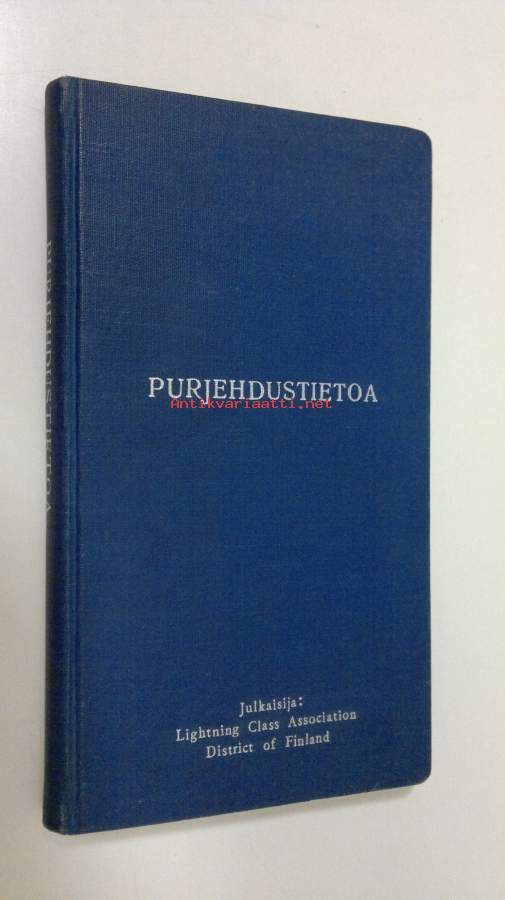 PURJEHDUSTIETOA
PURJEHDUSTIETOA
Antikvariaatti.net
Julkaisija:
Lightning Class Association
District of Finland